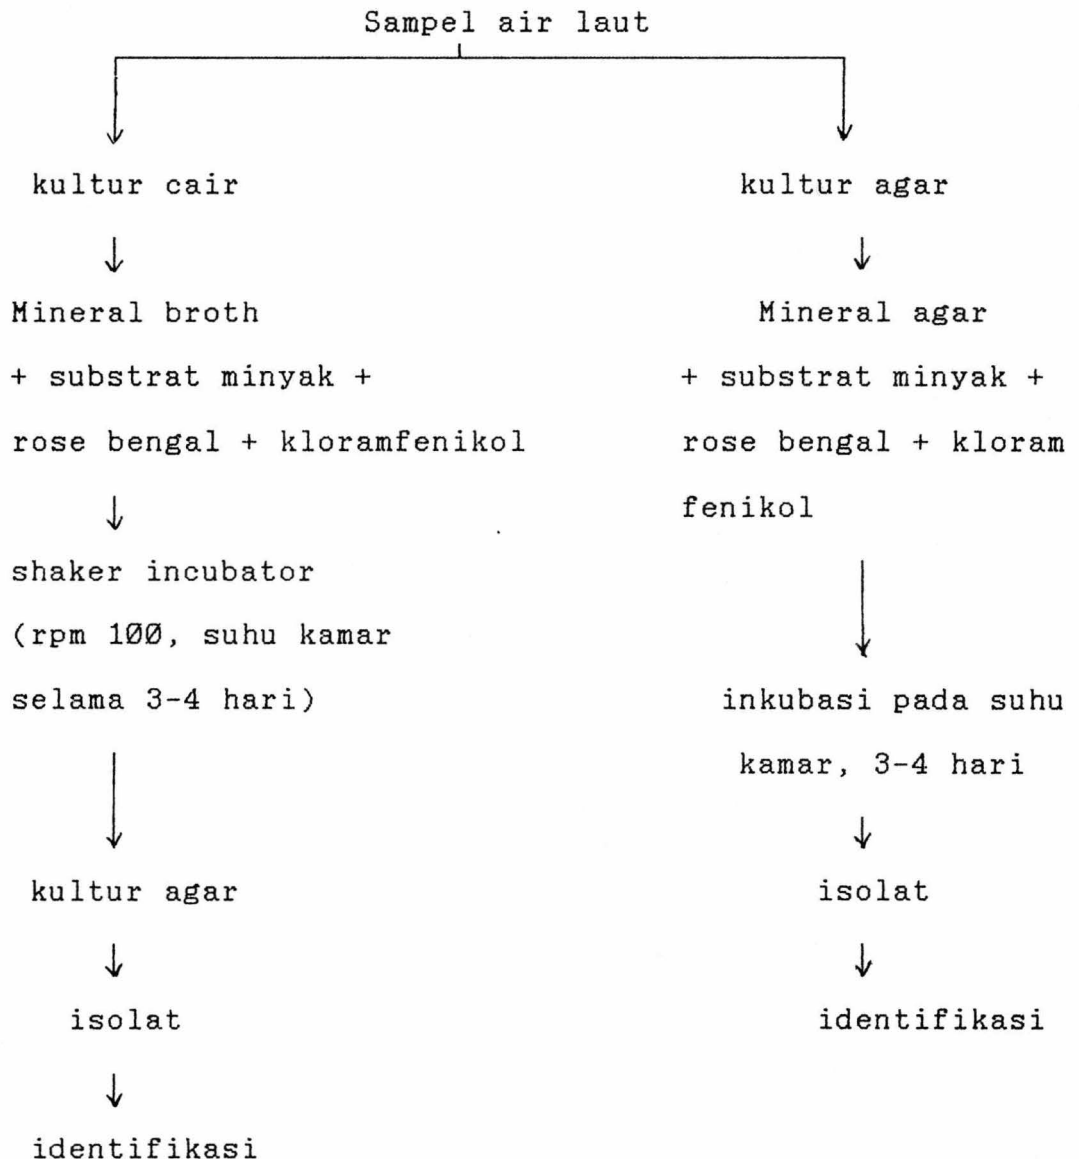 Sampel air laut
kultur cair
↓
Mineral broth
+ substrat minyak +
rose bengal + kloramfenikol
↓
shaker incubator
(rpm 100, suhu kamar
selama 3-4 hari)
↓
kultur agar
↓
isolat
↓
identifikasi
kultur agar
↓
Mineral agar
+ substrat minyak +
rose bengal + kloram
fenikol
↓
inkubasi pada suhu
kamar, 3-4 hari
↓
isolat
↓
identifikasi